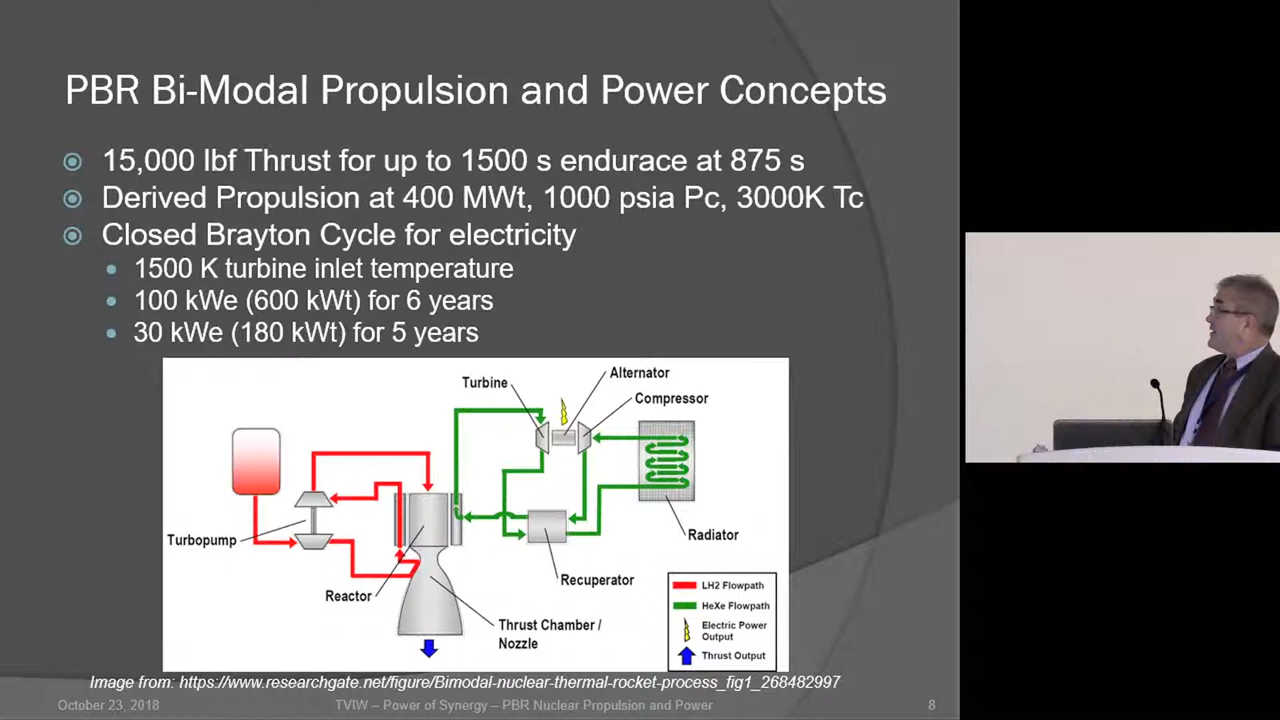 PBR Bi-Modal Propulsion and Power Concepts
15,000 lbf Thrust for up to 1500 s endurace at 875 s
Derived Propulsion at 400 MWt, 1000 psia Pc, 3000K Tc
Closed Brayton Cycle for electricity
1500 K turbine inlet temperature
100 kWe (600 kWt) for 6 years
30 kWe (180 kWt) for 5 years
Turbine
Alternator
Compressor
Turbopump
Reactor
Recuperator
Radiator
Thrust Chamber /
Nozzle
LH2 Flowpath
HeXe Flowpath
Electric Power
Output
Thrust Output
Image from: https://www.researchgate.net/figure/Bimodal-nuclear-thermal-rocket-process_fig1_268482997
October 23, 2018
TVIW – Power of Synergy – PBR Nuclear Propulsion and Power
8